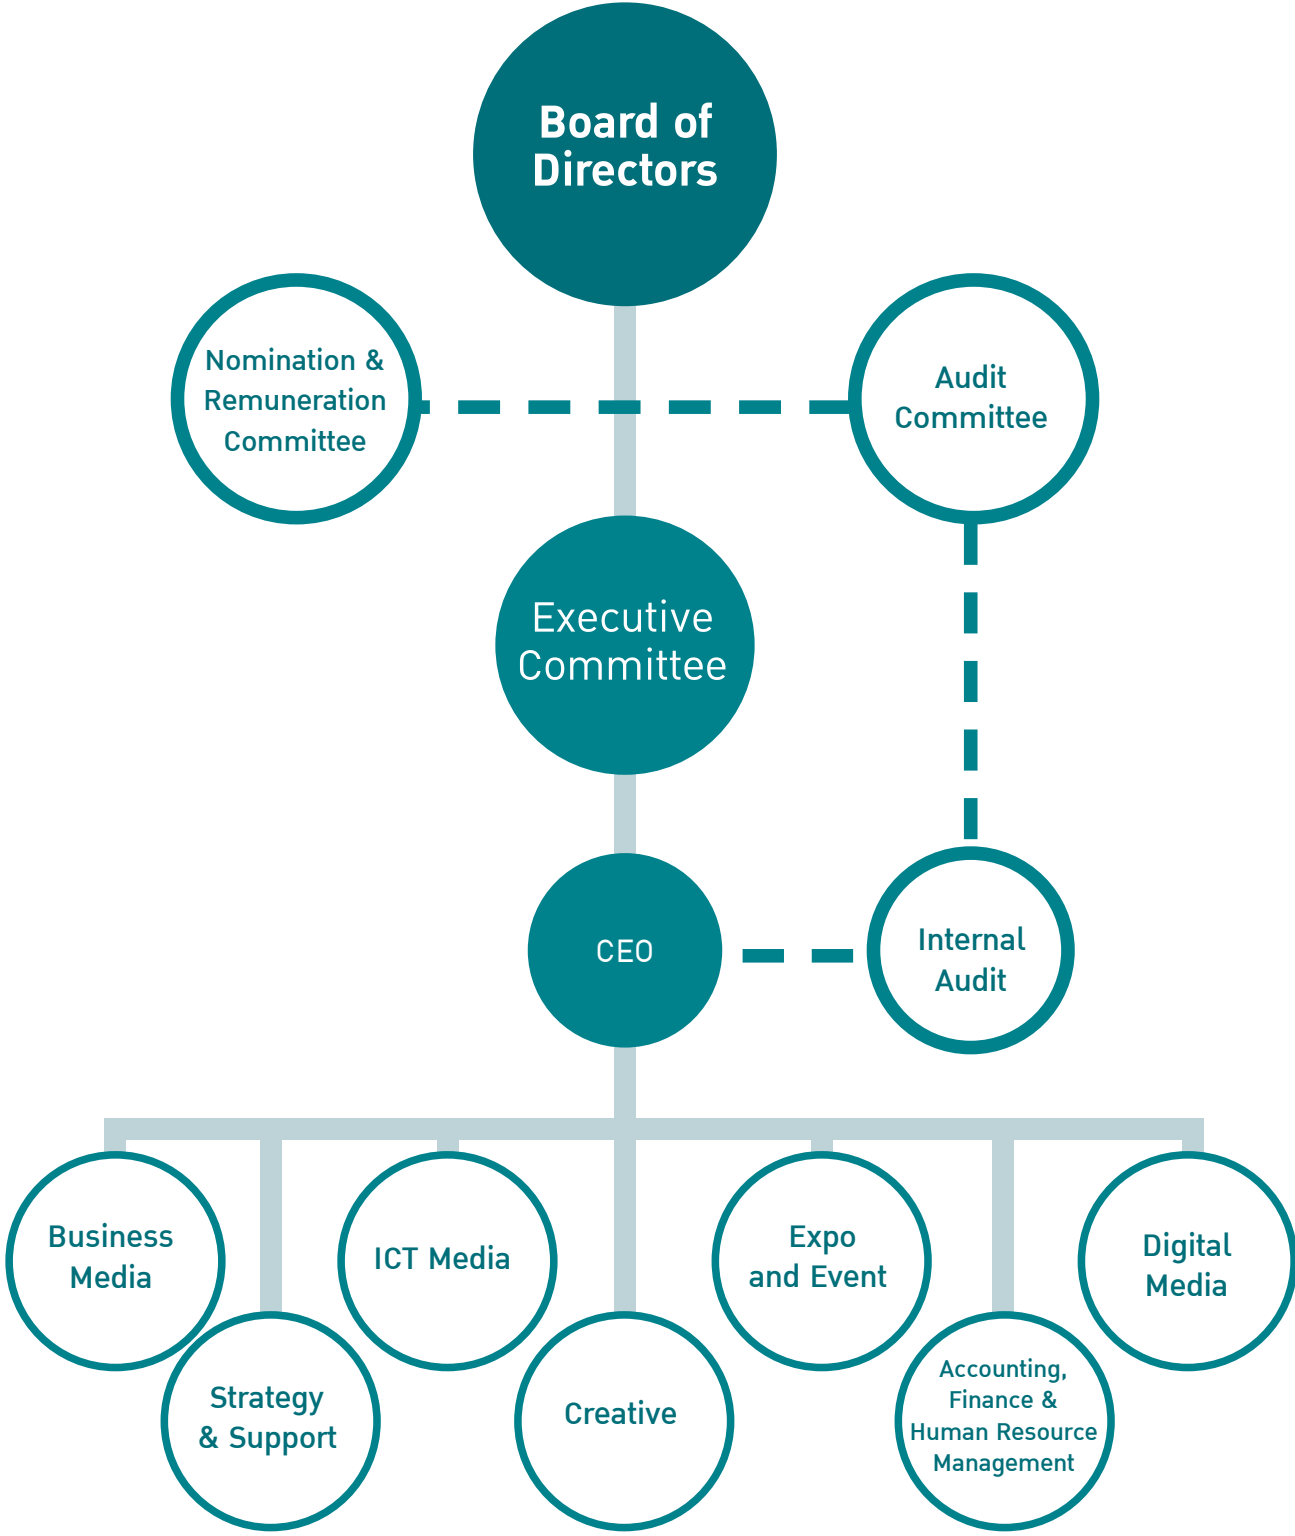 Board of
Directors
Nomination &
Remuneration
Committee
Audit
Committee
Executive
Committee
CEO
Internal
Audit
Business
Media
ICT Media
Expo
and Event
Digital
Media
Strategy
& Support
Creative
Accounting,
Finance &
Human Resource
Management